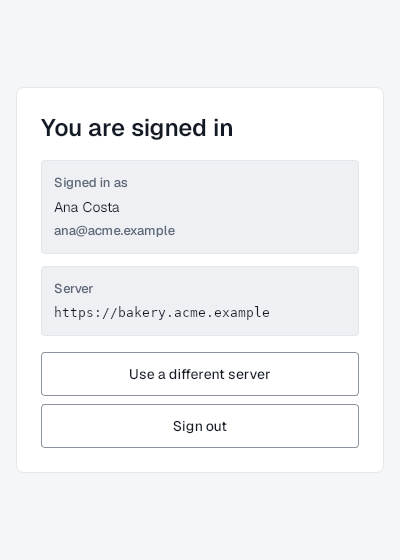 You are signed in
Signed in as
Ana Costa
ana@acme.example
Server
https://bakery.acme.example
Use a different server
Sign out